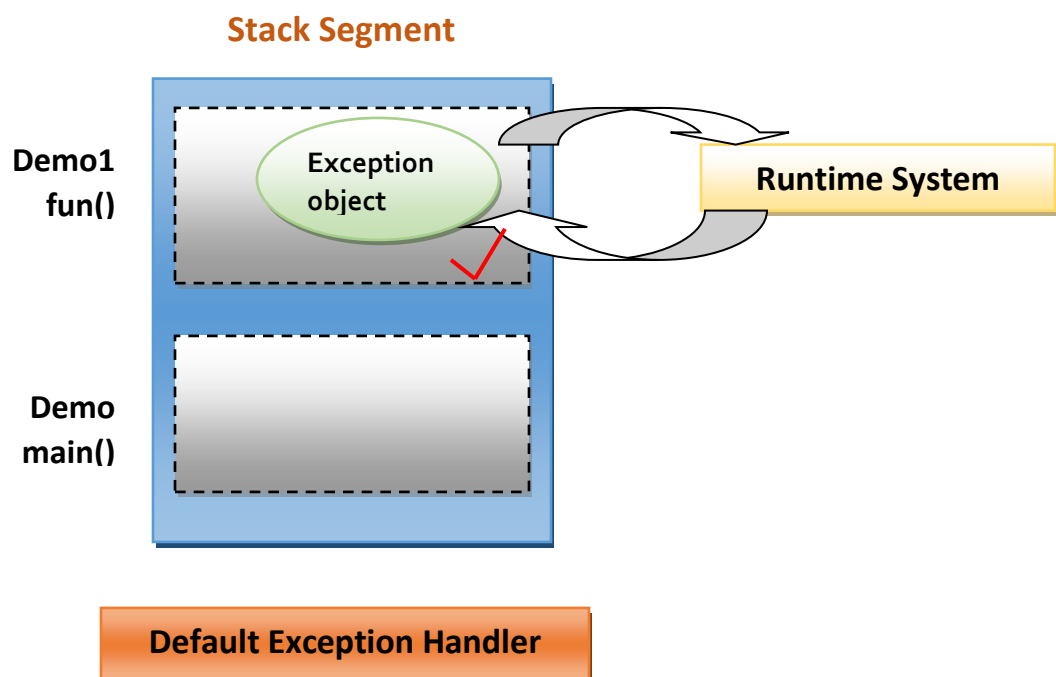 Stack Segment
Demo1
fun()
Exception
object
Runtime System
Demo
main()
Default Exception Handler